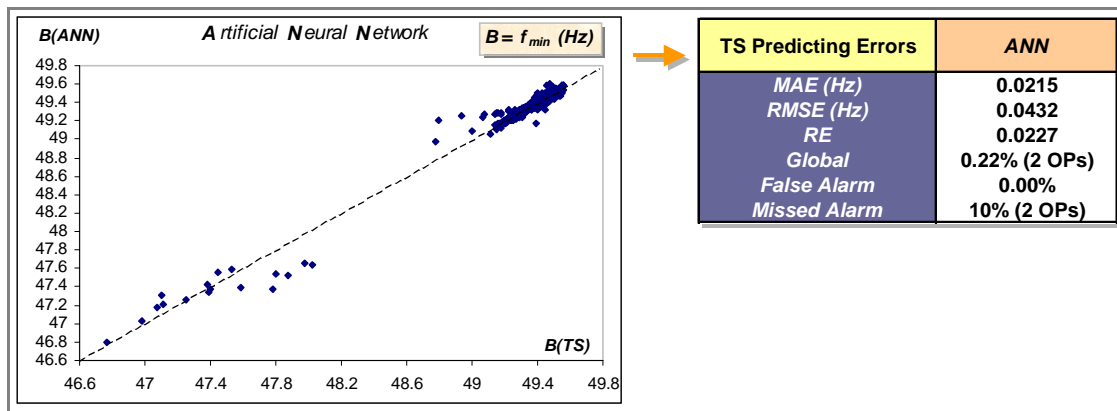 B(ANN)
Artificial Neural Network
B = f min (Hz)
49.8
49.6
49.4
49.2
49
48.8
48.6
48.4
48.2
48
47.8
47.6
47.4
47.2
47
46.8
46.6
B(TS)
46.6 47 47.4 47.8 48.2 48.6 49 49.4 49.8
TS Predicting Errors ANN
MAE (Hz) 0.0215
RMSE (Hz) 0.0432
RE 0.0227
Global 0.22% (2 OPs)
False Alarm 0.00%
Missed Alarm 10% (2 OPs)